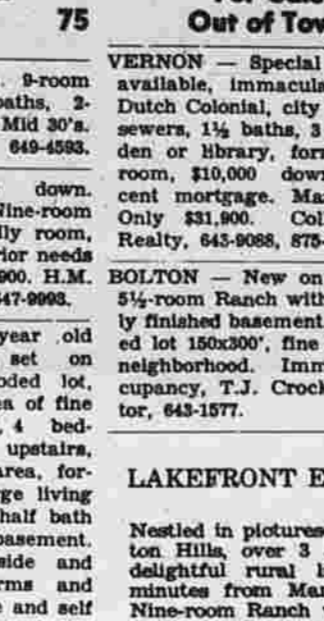 75
9-room
baths, 2-
Mid 30's.
649-4593.
down.
Nine-room
room,
rior needs
900. H.M.
647-9993.
year old
set on
oded lot,
ea of fine
, 4 bed-
upstairs,
area, for-
ge living
half bath
basement.
side and
rms and
and self
Out of Tow
VERNON — Special
available, immacula
Dutch Colonial, city
sewers, 1½ baths, 3
den or library, for
room, $10,000 down
cent mortgage. Ma
Only $31,900. Col
Realty, 643-9088, 875-
BOLTON — New on
5½-room Ranch with
ly finished basement
ed lot 150x300', fine
neighborhood. Imm
cupancy, T.J. Crock
tor, 643-1577.
LAKEFRONT E
Nestled in pictures
ton Hills, over 3
delightful rural l
minutes from Man
Nine-room Ranch